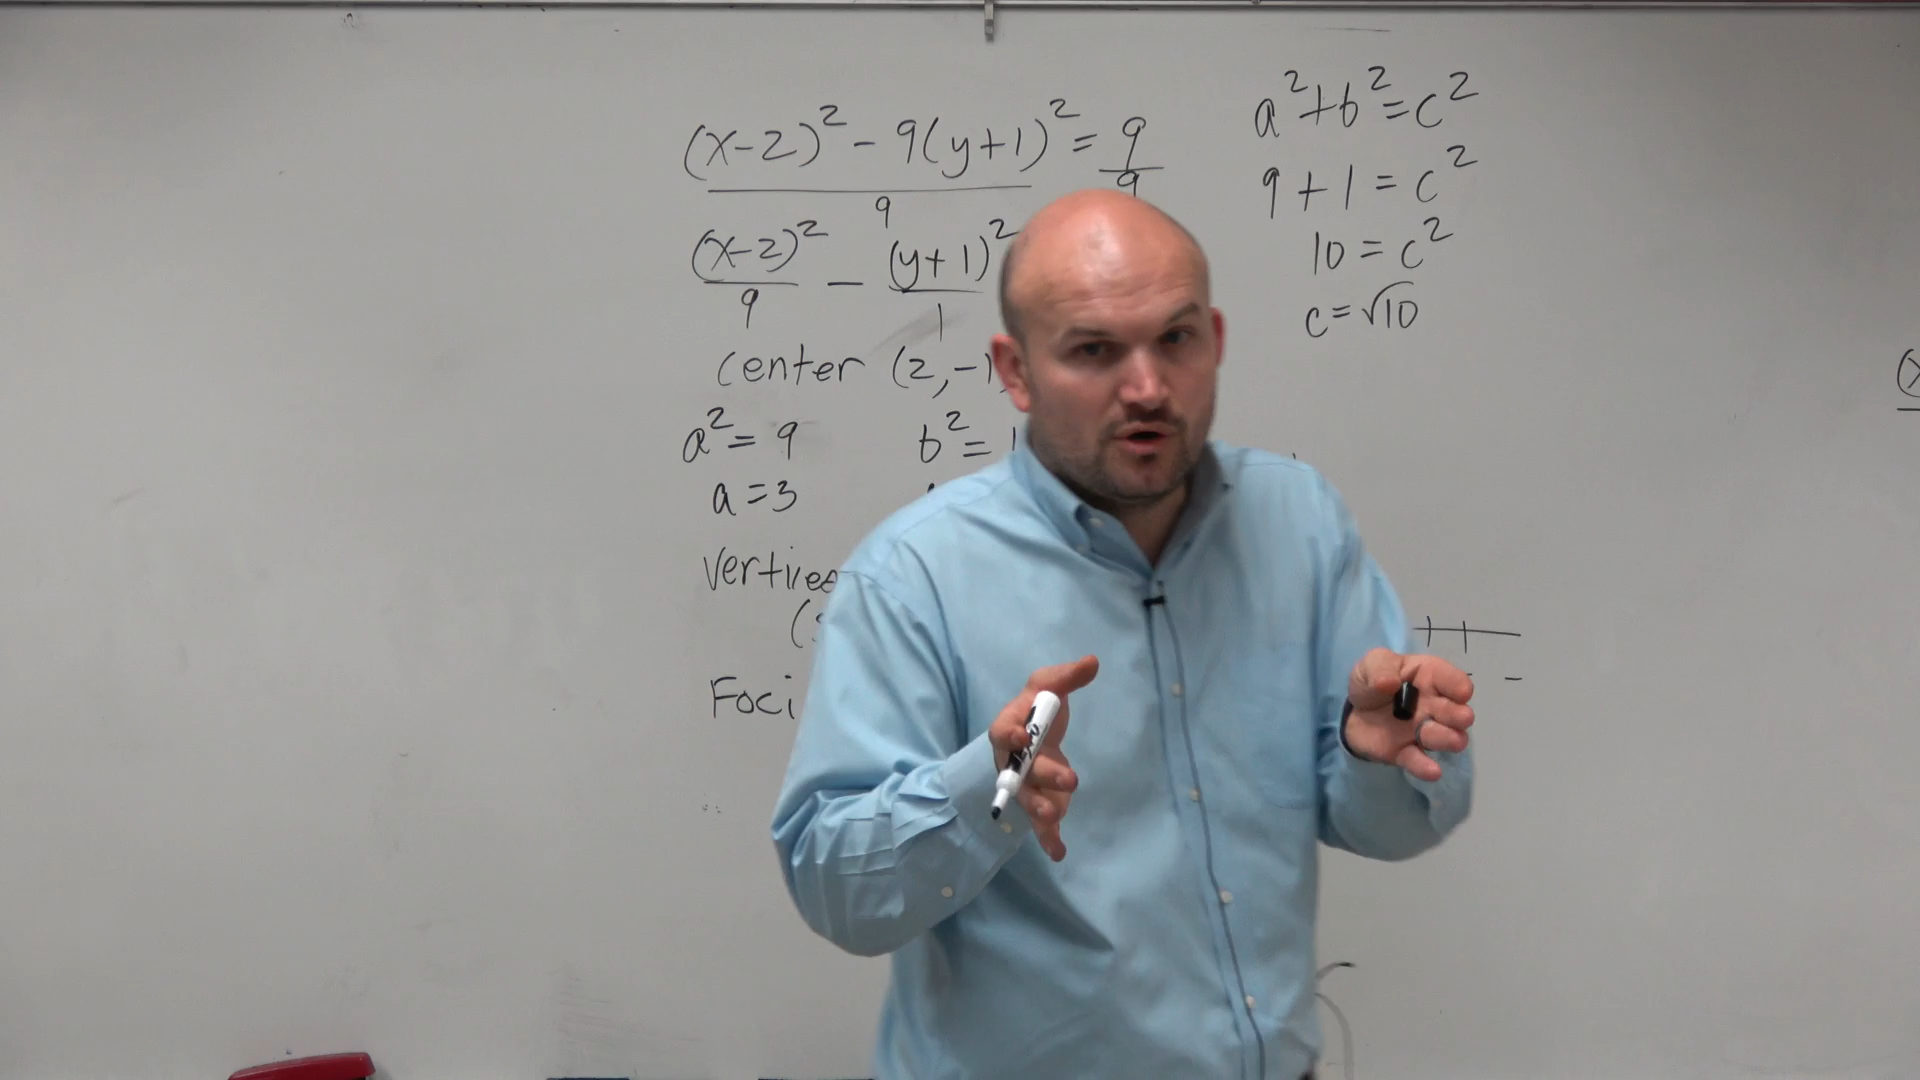 (x-2)² - 9(y+1)² = 9
9 9
(x-2)² - (y+1)²
9 1
center (2,-1
a² = 9 b² = 1
a = 3
Vertices
(
Foci
a² + b² = c²
9 + 1 = c²
10 = c²
c = √10
(x